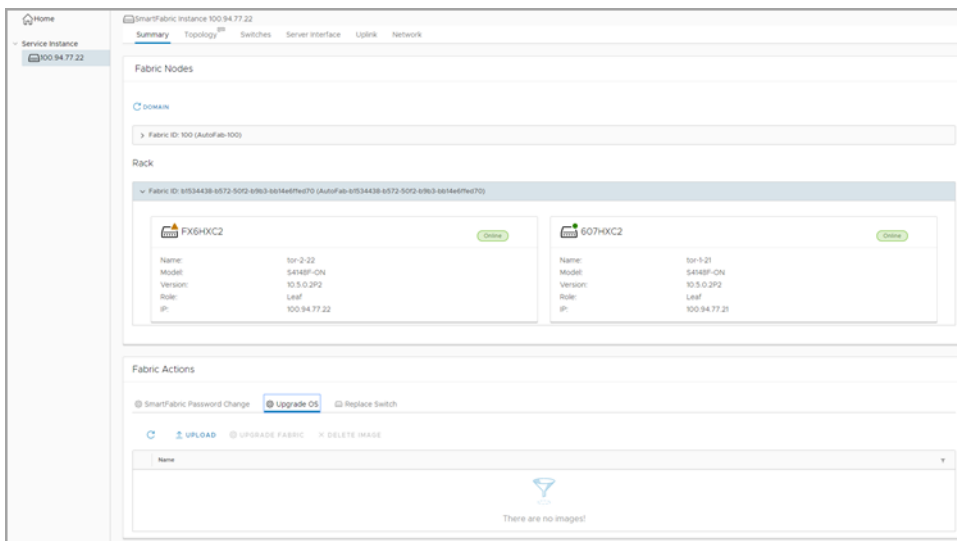 Home
SmartFabric Instance 100.94.77.22
Service Instance
100.94.77.22
Summary Topology Switches Server Interface Uplink Network
Fabric Nodes
DOMAIN
Fabric ID: 100 (AutoFab-100)
Rack
Fabric ID: b1534438-b572-50f2-b9b3-bb14e6ffed70 (AutoFab-b1534438-b572-50f2-b9b3-bb14e6ffed70)
FX6HXC2 Online
Name: tor-2-22
Model: S4148F-ON
Version: 10.5.0.2P2
Role: Leaf
IP: 100.94.77.22
607HXC2 Online
Name: tor-1-21
Model: S4148F-ON
Version: 10.5.0.2P2
Role: Leaf
IP: 100.94.77.21
Fabric Actions
SmartFabric Password Change Upgrade OS Replace Switch
UPLOAD UPGRADE FABRIC DELETE IMAGE
Name
There are no images!